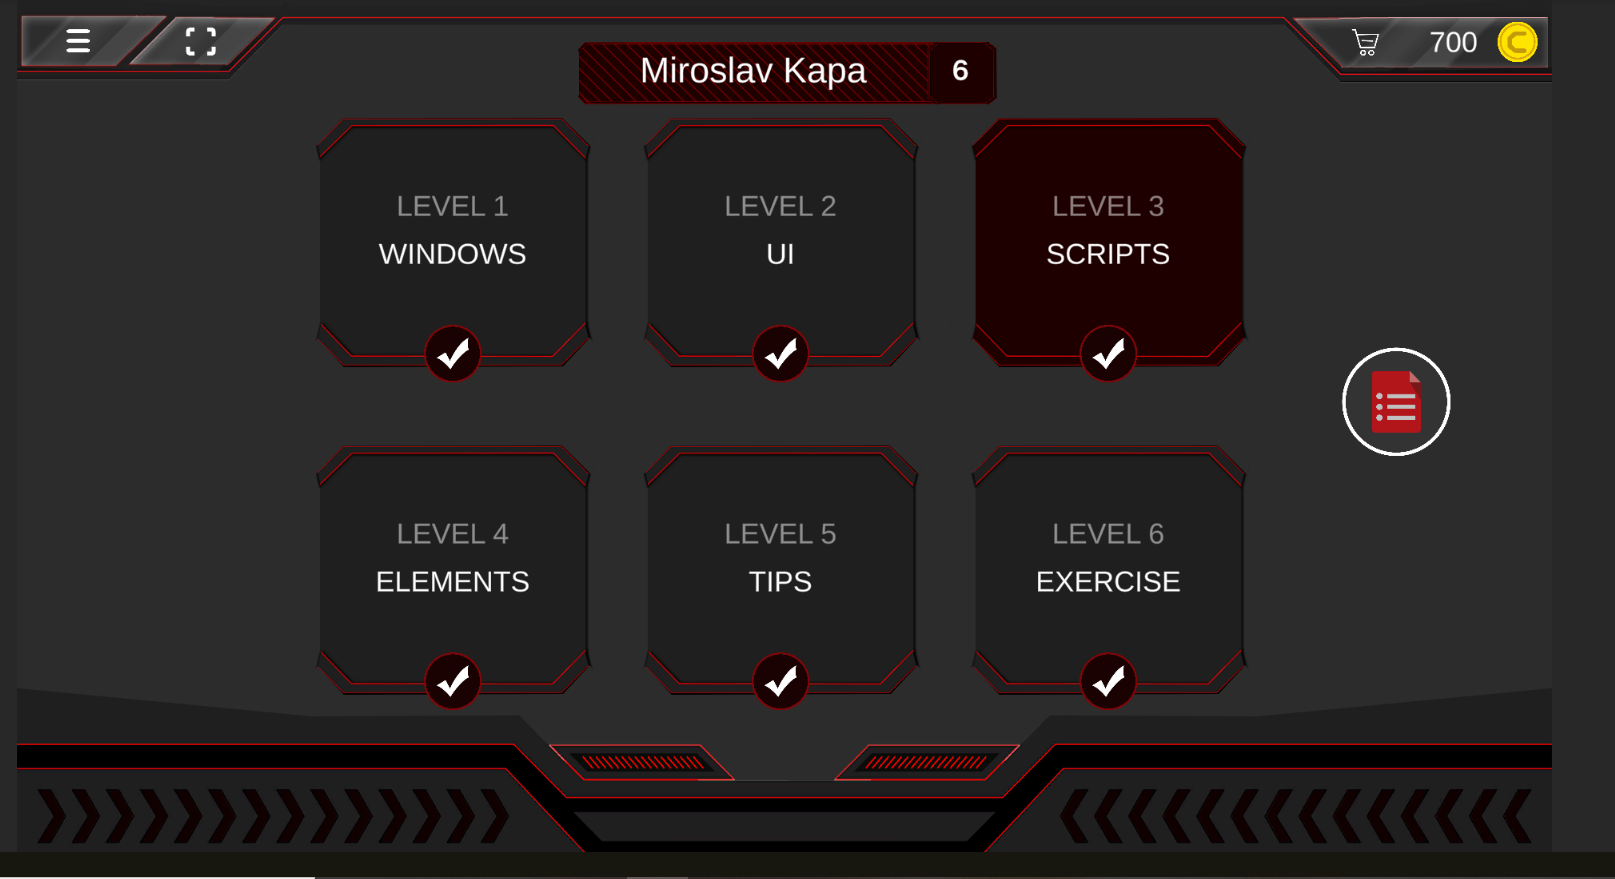 700
Miroslav Kapa 6
LEVEL 1
WINDOWS
LEVEL 2
UI
LEVEL 3
SCRIPTS
LEVEL 4
ELEMENTS
LEVEL 5
TIPS
LEVEL 6
EXERCISE